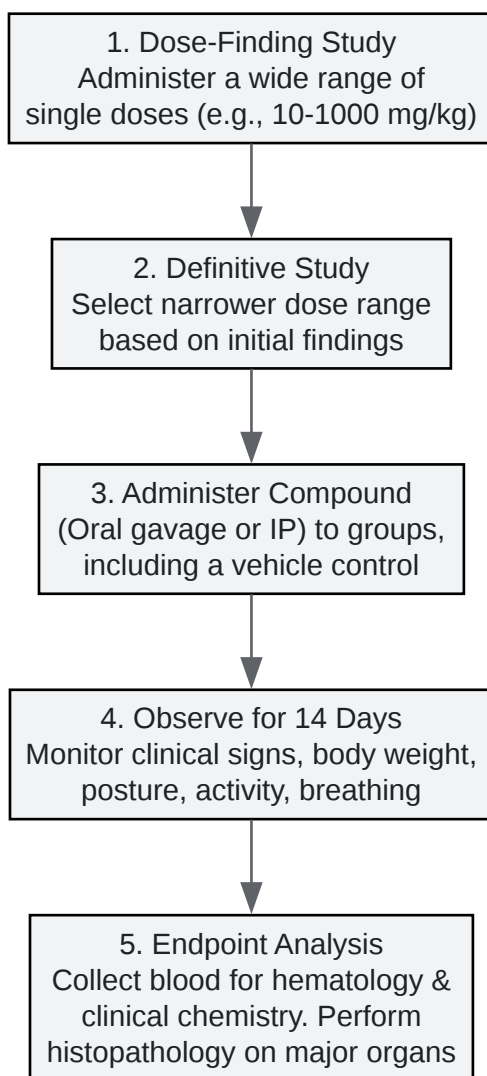 1. Dose-Finding Study
Administer a wide range of
single doses (e.g., 10-1000 mg/kg)
2. Definitive Study
Select narrower dose range
based on initial findings
3. Administer Compound
(Oral gavage or IP) to groups,
including a vehicle control
4. Observe for 14 Days
Monitor clinical signs, body weight,
posture, activity, breathing
5. Endpoint Analysis
Collect blood for hematology &
clinical chemistry. Perform
histopathology on major organs